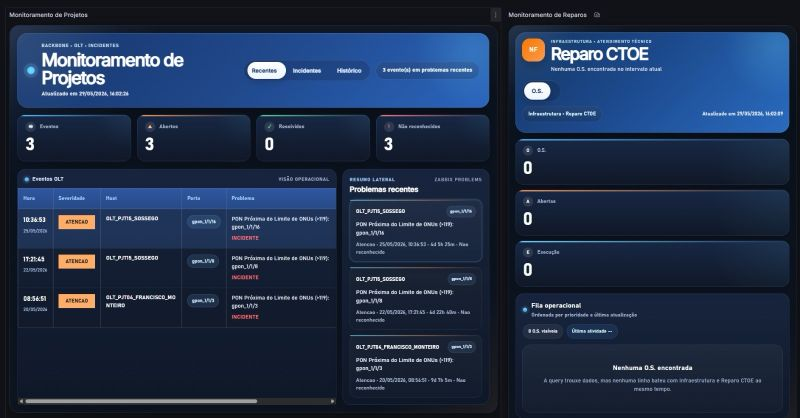 Monitoramento de Projetos
BACKBONE • OLT • INCIDENTES
Monitoramento de
Projetos
Atualizado em 29/05/2026, 16:02:26
Recentes
Incidentes
Histórico
3 evento(s) em problemas recentes
Eventos
3
Abertos
3
Resolvidos
0
Não reconhecidos
3
Eventos OLT
VISÃO OPERACIONAL
Hora Severidade Host Porta Problema
10:36:53 ATENCAO OLT_PJT15_SOSSEGO gpon_1/1/16 PON Próxima do Limite de ONUs (>119):
gpon_1/1/16
25/05/2026
INCIDENTE
17:21:45 ATENCAO OLT_PJT15_SOSSEGO gpon_1/1/8 PON Próxima do Limite de ONUs (>119):
gpon_1/1/8
22/05/2026
INCIDENTE
08:56:51 ATENCAO OLT_PJT04_FRANCISCO_MO
NTEIRO gpon_1/1/3 PON Próxima do Limite de ONUs (>119):
gpon_1/1/3
20/05/2026
INCIDENTE
RESUMO LATERAL
ZABBIX PROBLEMS
Problemas recentes
OLT_PJT15_SOSSEGO gpon_1/1/16
PON Próxima do Limite de ONUs (>119):
gpon_1/1/16
Atencao • 25/05/2026, 10:36:53 • 4d 5h 25m • Nao
reconhecido
OLT_PJT15_SOSSEGO gpon_1/1/8
PON Próxima do Limite de ONUs (>119):
gpon_1/1/8
Atencao • 22/05/2026, 17:21:45 • 6d 22h 40m • Nao
reconhecido
OLT_PJT04_FRANCISCO_MONTEIRO gpon_1/1/3
PON Próxima do Limite de ONUs (>119):
gpon_1/1/3
Atencao • 20/05/2026, 08:56:51 • 9d 7h 5m • Nao
reconhecido
Monitoramento de Reparos
NF
INFRAESTRUTURA • ATENDIMENTO TÉCNICO
Reparo CTOE
Nenhuma O.S. encontrada no intervalo atual
O.S.
Infraestrutura • Reparo CTOE
Atualizado em 29/05/2026, 16:02:09
O O.S.
0
A Abertas
0
E Execução
0
Fila operacional
Ordenada por prioridade e última atualização
0 O.S. visíveis
Última atividade --
Nenhuma O.S. encontrada
A query trouxe dados, mas nenhuma linha bateu com Infraestrutura e Reparo CTOE ao
mesmo tempo.